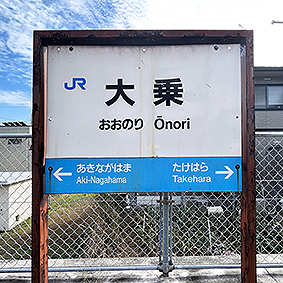 JR
大乗
おおのり Ōnori
← あきながはま たけはら →
Aki-Nagahama Takehara